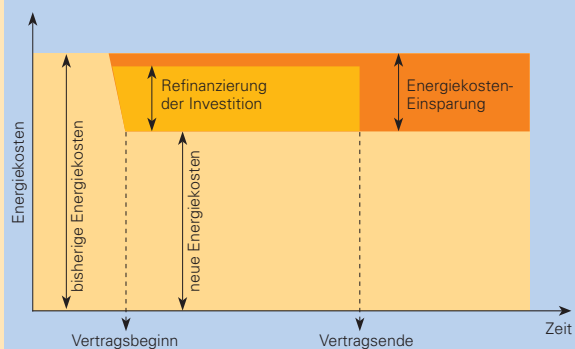 Energiekosten
bisherige Energiekosten
Refinanzierung
der Investition
neue Energiekosten
Energiekosten-
Einsparung
Vertragsbeginn
Vertragsende
Zeit